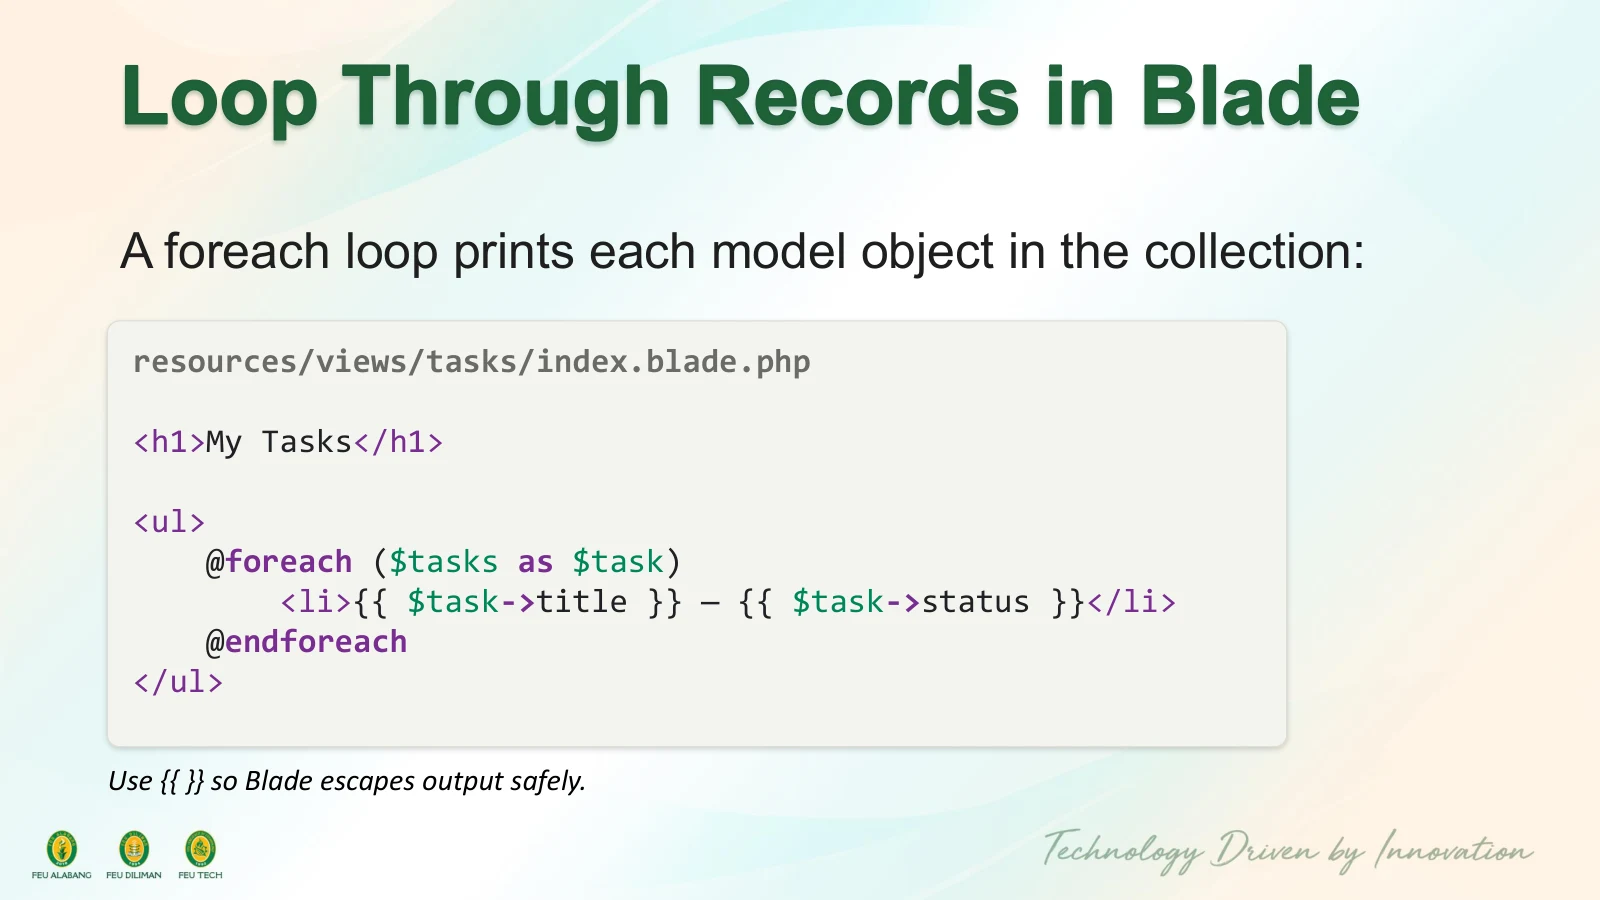 Loop Through Records in Blade
A foreach loop prints each model object in the collection:
resources/views/tasks/index.blade.php
<h1>My Tasks</h1>
<ul>
    @foreach ($tasks as $task)
        <li>{{ $task->title }} — {{ $task->status }}</li>
    @endforeach
</ul>
Use {{ }} so Blade escapes output safely.
FEU ALABANG FEU DILIMAN FEU TECH
Technology Driven by Innovation